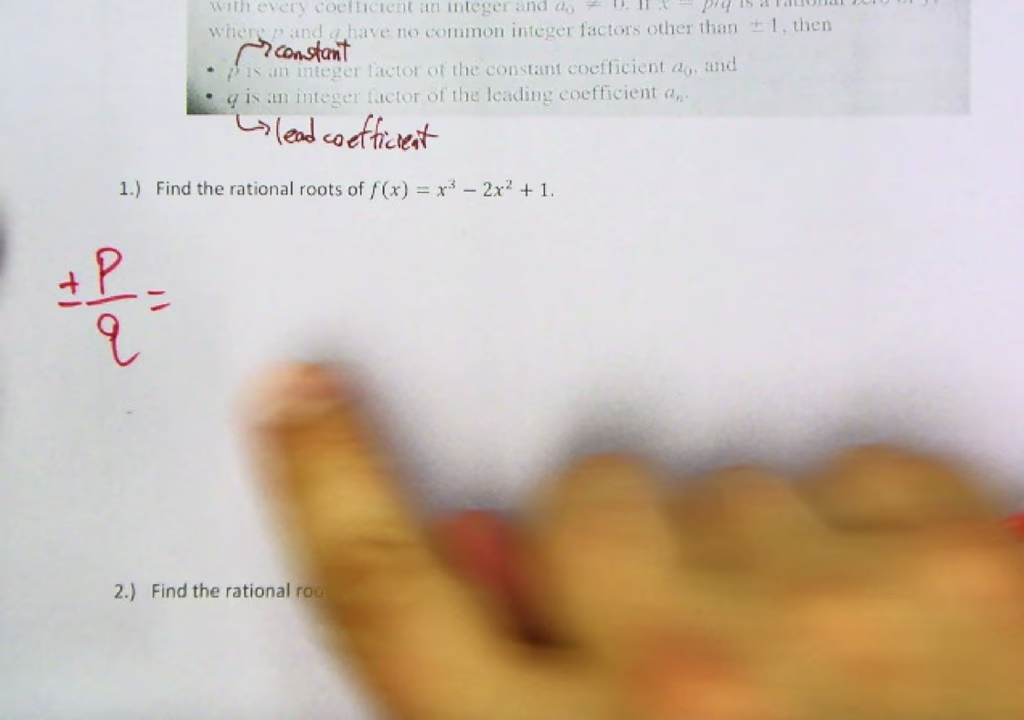 with every coefficient an integer and a₀ ≠ 0. If x = p/q is a rational zero of
where p and q have no common integer factors other than ± 1, then
constant
• p is an integer factor of the constant coefficient a₀, and
• q is an integer factor of the leading coefficient aₙ.
lead coefficient
1.) Find the rational roots of f(x) = x³ − 2x² + 1.
± p/q =
2.) Find the rational